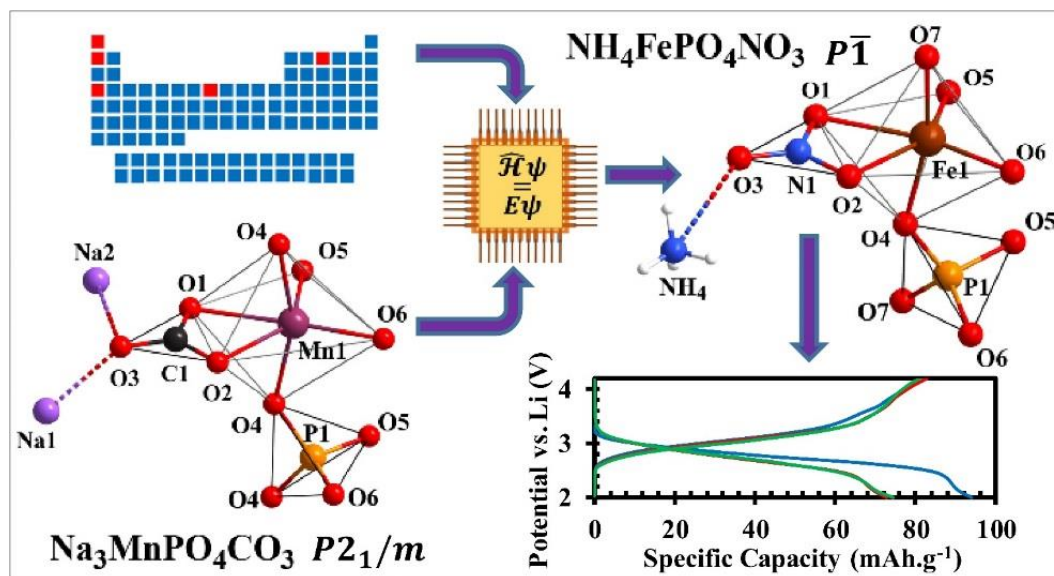 NH₄FePO₄NO₃ P1̅
O7
O5
O1
O6
Fe1
O3
N1
O2
O4
O5
NH₄
P1
O7
O6
Ĥψ
=
Eψ
O4
Na2
O5
O1
O6
Mn1
O3
C1
O2
O4
Na1
P1
O5
O4
O6
Na₃MnPO₄CO₃ P2₁/m
Potential vs. Li (V)
4
3
2
0
20
40
60
80
100
Specific Capacity (mAh.g⁻¹)